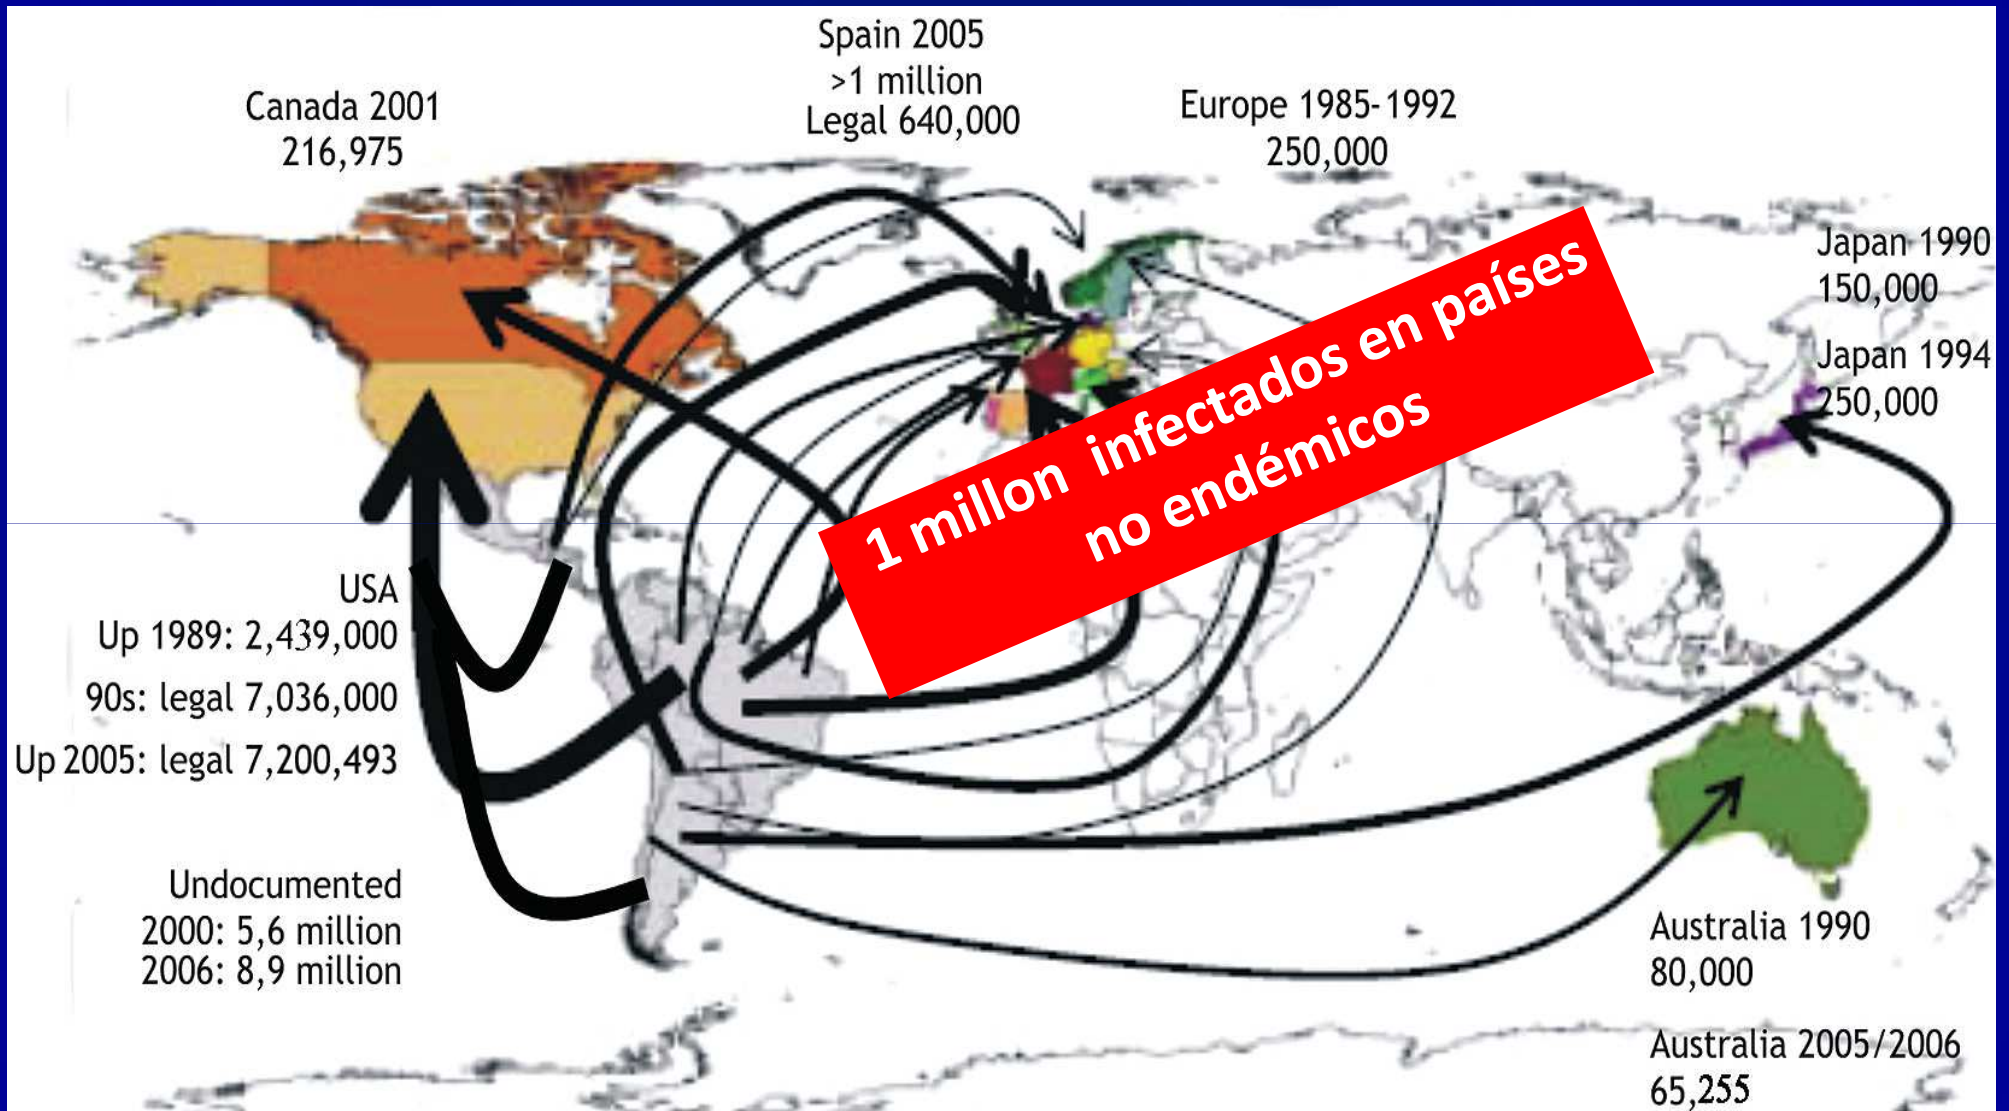 Spain 2005
>1 million
Legal 640,000
Canada 2001
216,975
Europe 1985-1992
250,000
Japan 1990
150,000
Japan 1994
250,000
1 millon infectados en países
no endémicos
USA
Up 1989: 2,439,000
90s: legal 7,036,000
Up 2005: legal 7,200,493
Undocumented
2000: 5,6 million
2006: 8,9 million
Australia 1990
80,000
Australia 2005/2006
65,255